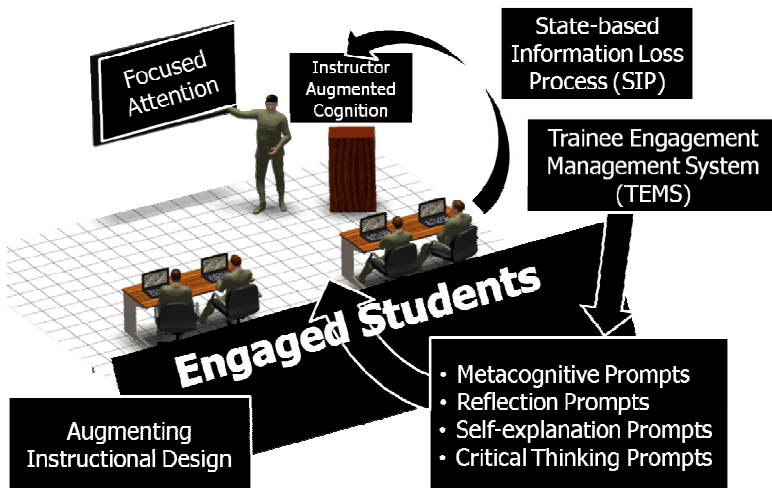 Focused
Attention
Instructor
Augmented
Cognition
State-based
Information Loss
Process (SIP)
Trainee Engagement
Management System
(TEMS)
Engaged Students
• Metacognitive Prompts
• Reflection Prompts
• Self-explanation Prompts
• Critical Thinking Prompts
Augmenting
Instructional Design